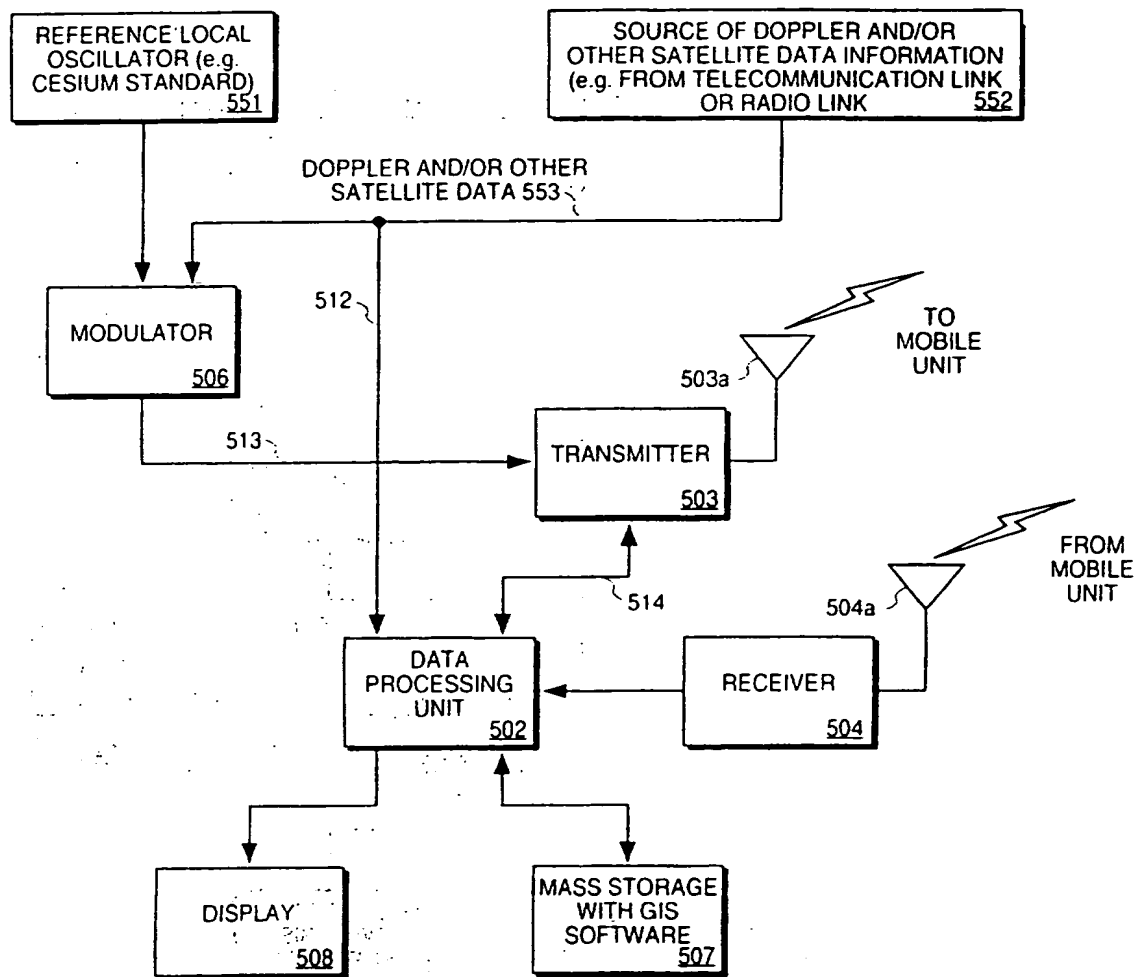 REFERENCE LOCAL
OSCILLATOR (e.g.
CESIUM STANDARD)
551
SOURCE OF DOPPLER AND/OR
OTHER SATELLITE DATA INFORMATION
(e.g. FROM TELECOMMUNICATION LINK
OR RADIO LINK
552
DOPPLER AND/OR OTHER
SATELLITE DATA 553
MODULATOR
506
512
TO
MOBILE
UNIT
503a
513
TRANSMITTER
503
FROM
MOBILE
UNIT
504a
514
DATA
PROCESSING
UNIT
502
RECEIVER
504
DISPLAY
508
MASS STORAGE
WITH GIS
SOFTWARE
507